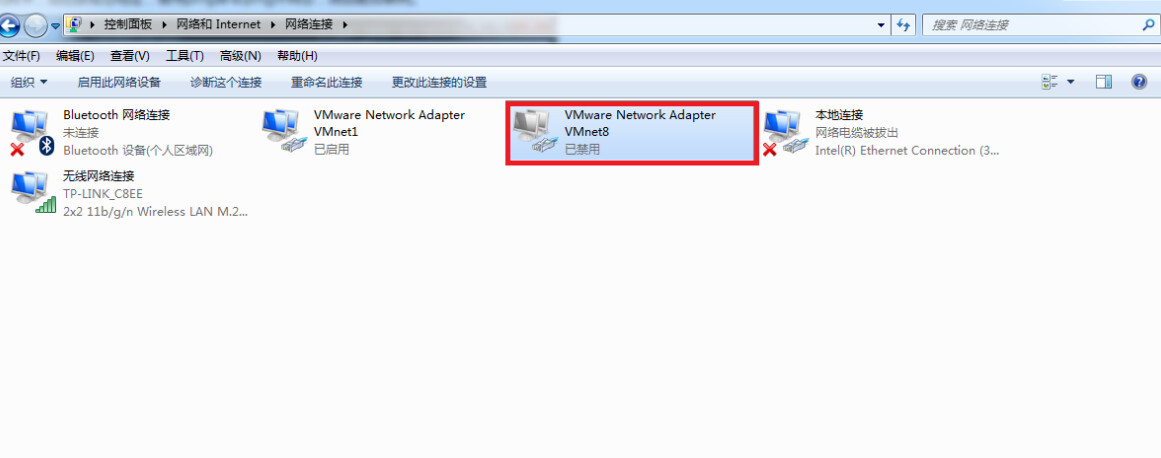 控制面板 网络和 Internet 网络连接
搜索 网络连接
文件(F) 编辑(E) 查看(V) 工具(T) 高级(N) 帮助(H)
组织 启用此网络设备 诊断这个连接 重命名此连接 更改此连接的设置
Bluetooth 网络连接
未连接
Bluetooth 设备(个人区域网)
VMware Network Adapter
VMnet1
已启用
VMware Network Adapter
VMnet8
已禁用
本地连接
网络电缆被拔出
Intel(R) Ethernet Connection (3...
无线网络连接
TP-LINK_C8EE
2x2 11b/g/n Wireless LAN M.2...